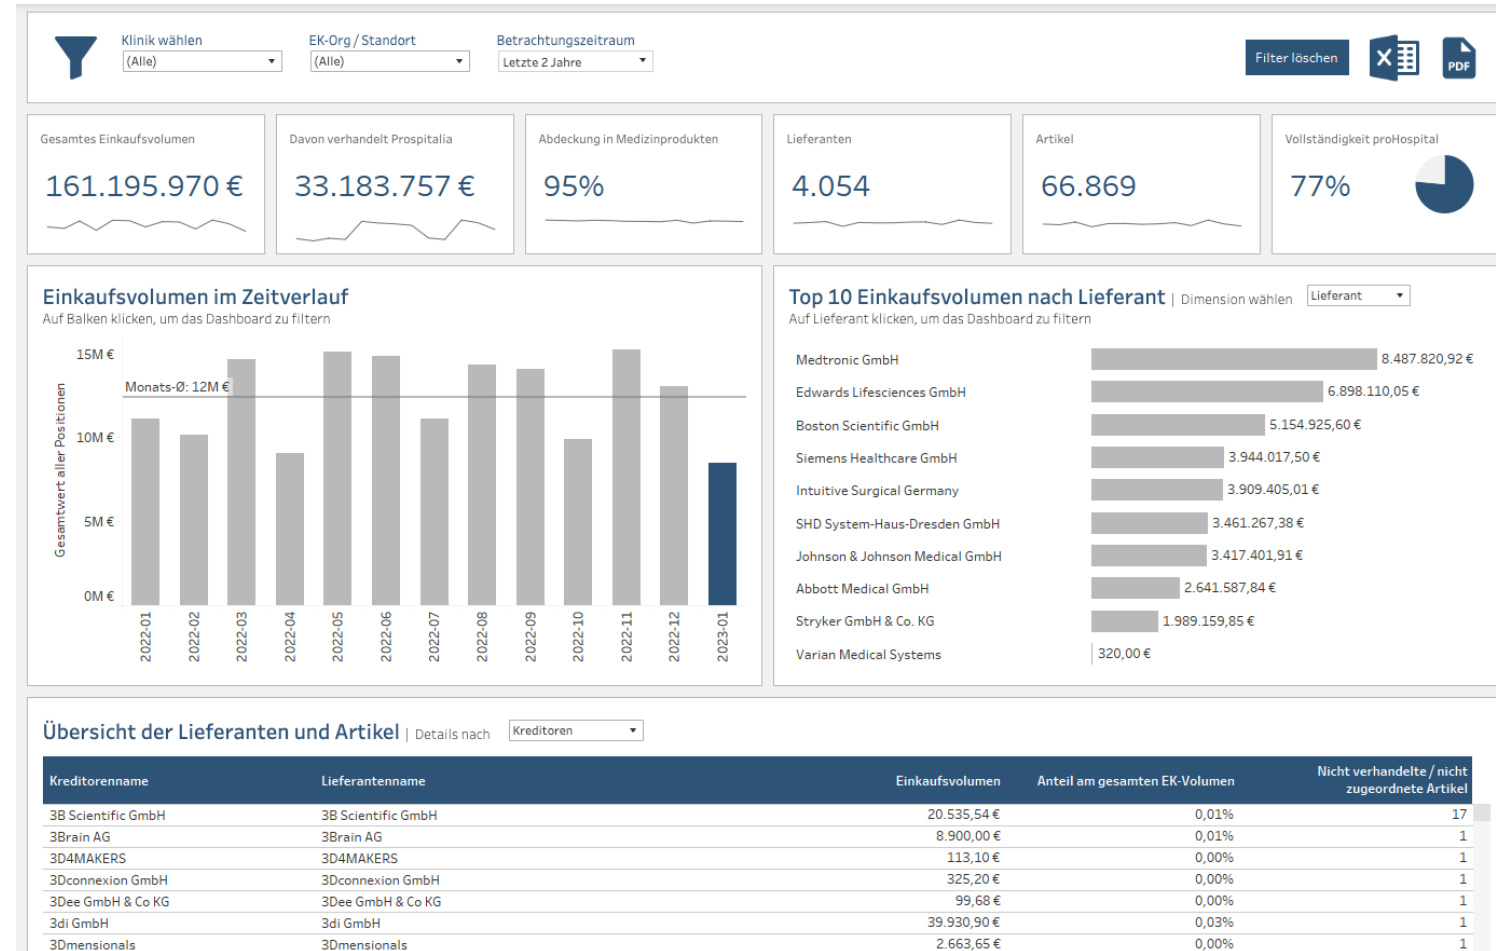 Klinik wählen
(Alle)
EK-Org / Standort
(Alle)
Betrachtungszeitraum
Letzte 2 Jahre
Filter löschen
X
PDF
Gesamtes Einkaufsvolumen
161.195.970 €
Davon verhandelt Prospitalia
33.183.757 €
Abdeckung in Medizinprodukten
95%
Lieferanten
4.054
Artikel
66.869
Vollständigkeit proHospital
77%
Einkaufsvolumen im Zeitverlauf
Auf Balken klicken, um das Dashboard zu filtern
Gesamtwert aller Positionen
15M €
10M €
5M €
0M €
Monats-Ø: 12M €
2022-01
2022-02
2022-03
2022-04
2022-05
2022-06
2022-07
2022-08
2022-09
2022-10
2022-11
2022-12
2023-01
Top 10 Einkaufsvolumen nach Lieferant | Dimension wählen Lieferant
Auf Lieferant klicken, um das Dashboard zu filtern
Medtronic GmbH 8.487.820,92 €
Edwards Lifesciences GmbH 6.898.110,05 €
Boston Scientific GmbH 5.154.925,60 €
Siemens Healthcare GmbH 3.944.017,50 €
Intuitive Surgical Germany 3.909.405,01 €
SHD System-Haus-Dresden GmbH 3.461.267,38 €
Johnson & Johnson Medical GmbH 3.417.401,91 €
Abbott Medical GmbH 2.641.587,84 €
Stryker GmbH & Co. KG 1.989.159,85 €
Varian Medical Systems 320,00 €
Übersicht der Lieferanten und Artikel | Details nach Kreditoren
Kreditorenname Lieferantenname Einkaufsvolumen Anteil am gesamten EK-Volumen Nicht verhandelte / nicht
zugeordnete Artikel
3B Scientific GmbH 3B Scientific GmbH 20.535,54 € 0,01% 17
3Brain AG 3Brain AG 8.900,00 € 0,01% 1
3D4MAKERS 3D4MAKERS 113,10 € 0,00% 1
3Dconnexion GmbH 3Dconnexion GmbH 325,20 € 0,00% 1
3Dee GmbH & Co KG 3Dee GmbH & Co KG 99,68 € 0,00% 1
3di GmbH 3di GmbH 39.930,90 € 0,03% 1
3Dmensionals 3Dmensionals 2.663,65 € 0,00% 1